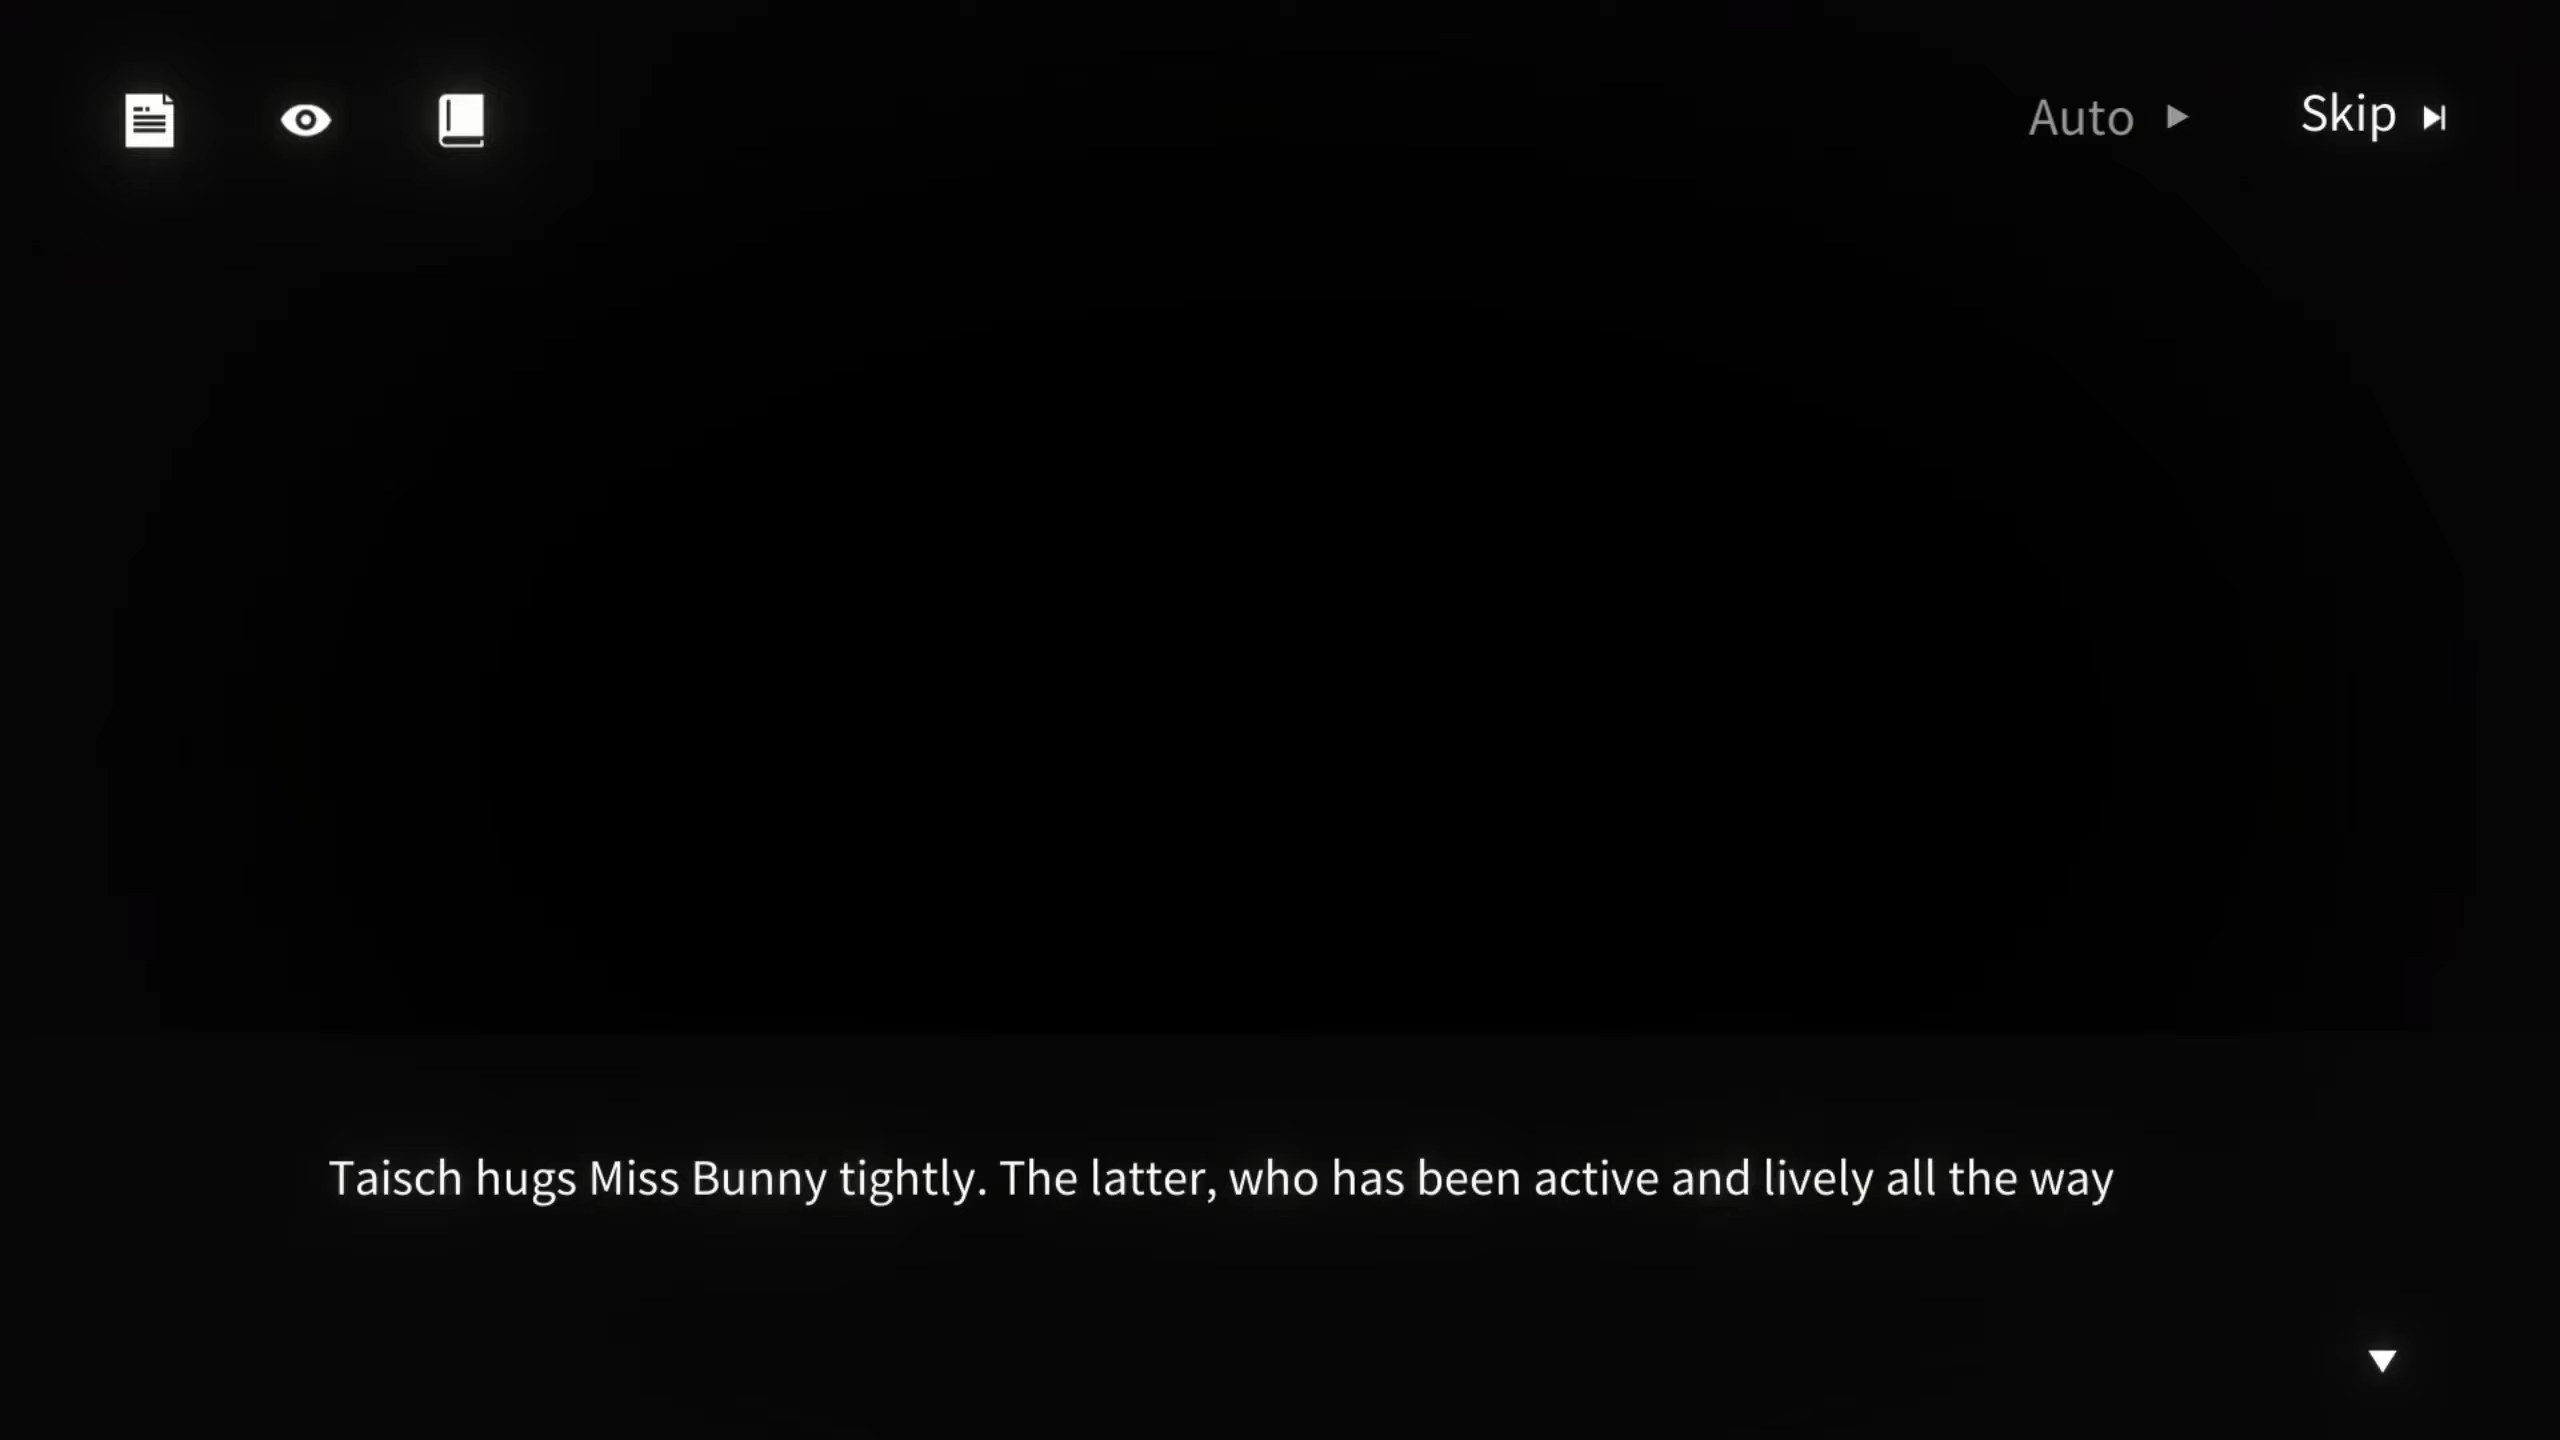 Auto
Skip
Taisch hugs Miss Bunny tightly. The latter, who has been active and lively all the way